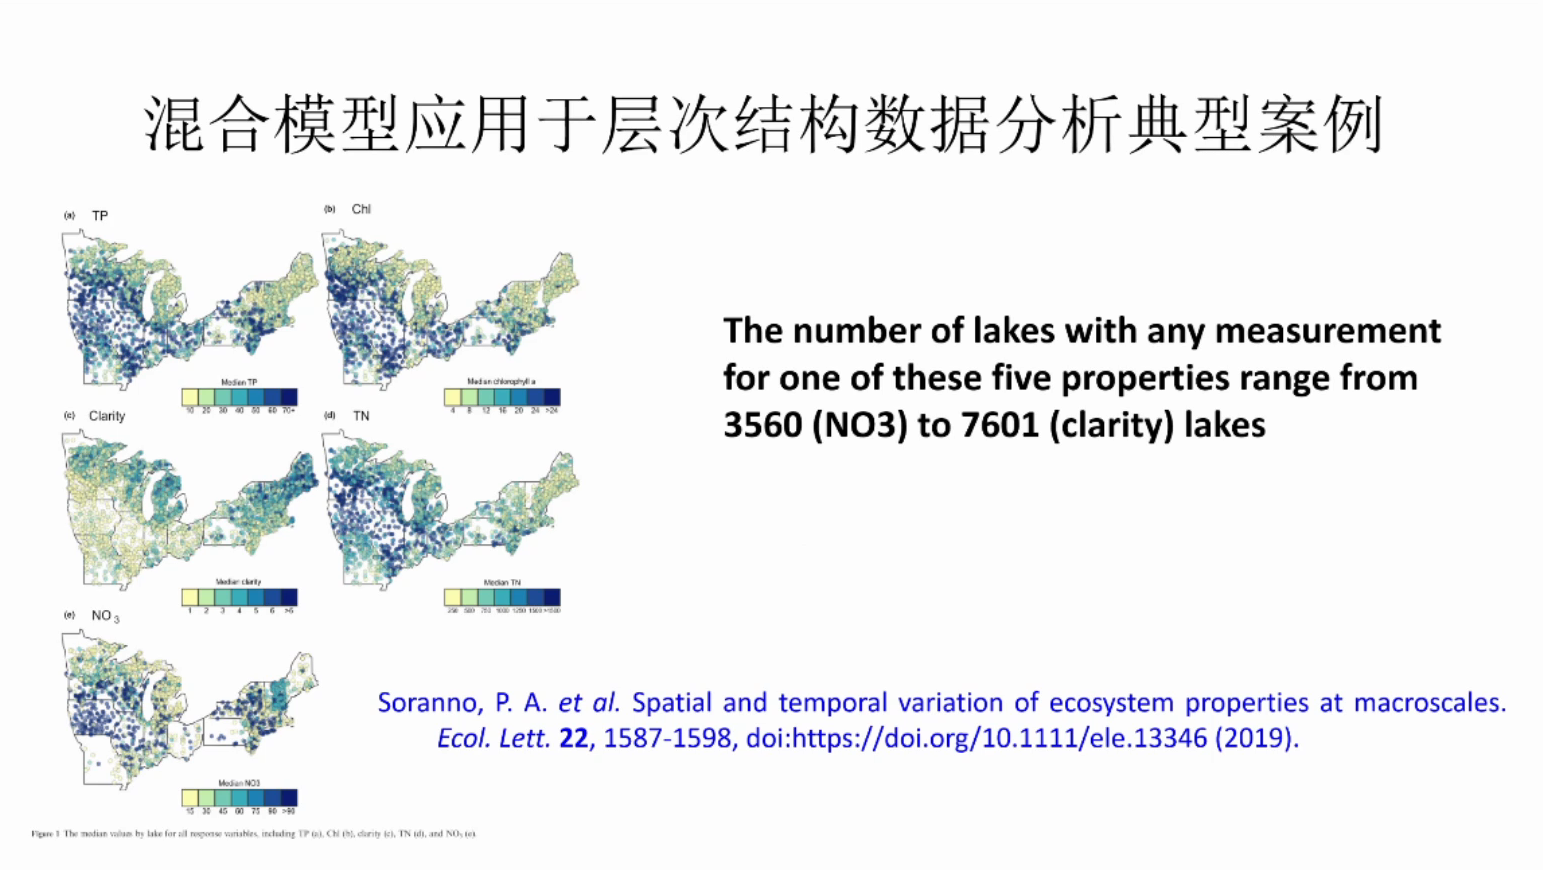 混合模型应用于层次结构数据分析典型案例
(a) TP
(b) Chl
Median TP
10 20 30 40 50 60 70+
Median chlorophyll a
4 8 12 16 20 24 >24
(c) Clarity
(d) TN
Median clarity
1 2 3 4 5 6 >6
Median TN
250 500 750 1000 1250 1500 >1500
(e) NO3
Median NO3
15 30 45 60 75 90 >90
Figure 1 The median values by lake for all response variables, including TP (a), Chl (b), clarity (c), TN (d), and NO3 (e).
The number of lakes with any measurement
for one of these five properties range from
3560 (NO3) to 7601 (clarity) lakes
Soranno, P. A. et al. Spatial and temporal variation of ecosystem properties at macroscales.
Ecol. Lett. 22, 1587-1598, doi:https://doi.org/10.1111/ele.13346 (2019).